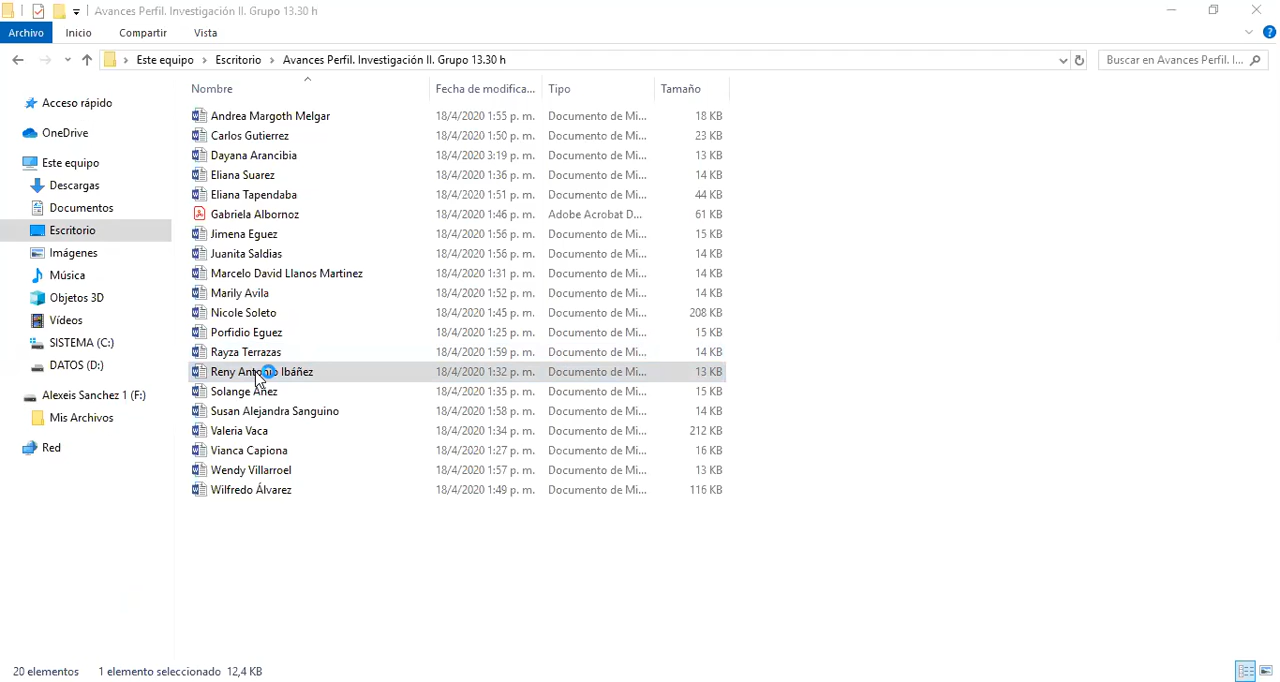 Avances Perfil. Investigación II. Grupo 13.30 h
Archivo Inicio Compartir Vista
Este equipo Escritorio Avances Perfil. Investigación II. Grupo 13.30 h Buscar en Avances Perfil. I...
Nombre Fecha de modifica... Tipo Tamaño
Acceso rápido
OneDrive
Este equipo
Descargas
Documentos
Escritorio
Imágenes
Música
Objetos 3D
Vídeos
SISTEMA (C:)
DATOS (D:)
Alexeis Sanchez 1 (F:)
Mis Archivos
Red
Andrea Margoth Melgar 18/4/2020 1:55 p. m. Documento de Mi... 18 KB
Carlos Gutierrez 18/4/2020 1:50 p. m. Documento de Mi... 23 KB
Dayana Arancibia 18/4/2020 3:19 p. m. Documento de Mi... 13 KB
Eliana Suarez 18/4/2020 1:36 p. m. Documento de Mi... 14 KB
Eliana Tapendaba 18/4/2020 1:51 p. m. Documento de Mi... 44 KB
Gabriela Albornoz 18/4/2020 1:46 p. m. Adobe Acrobat D... 61 KB
Jimena Eguez 18/4/2020 1:56 p. m. Documento de Mi... 15 KB
Juanita Saldias 18/4/2020 1:56 p. m. Documento de Mi... 14 KB
Marcelo David Llanos Martinez 18/4/2020 1:31 p. m. Documento de Mi... 14 KB
Marily Avila 18/4/2020 1:52 p. m. Documento de Mi... 14 KB
Nicole Soleto 18/4/2020 1:45 p. m. Documento de Mi... 208 KB
Porfidio Eguez 18/4/2020 1:25 p. m. Documento de Mi... 15 KB
Rayza Terrazas 18/4/2020 1:59 p. m. Documento de Mi... 14 KB
Reny Antonio Ibáñez 18/4/2020 1:32 p. m. Documento de Mi... 13 KB
Solange Añez 18/4/2020 1:35 p. m. Documento de Mi... 15 KB
Susan Alejandra Sanguino 18/4/2020 1:58 p. m. Documento de Mi... 14 KB
Valeria Vaca 18/4/2020 1:34 p. m. Documento de Mi... 212 KB
Vianca Capiona 18/4/2020 1:27 p. m. Documento de Mi... 16 KB
Wendy Villarroel 18/4/2020 1:57 p. m. Documento de Mi... 13 KB
Wilfredo Álvarez 18/4/2020 1:49 p. m. Documento de Mi... 116 KB
20 elementos 1 elemento seleccionado 12,4 KB